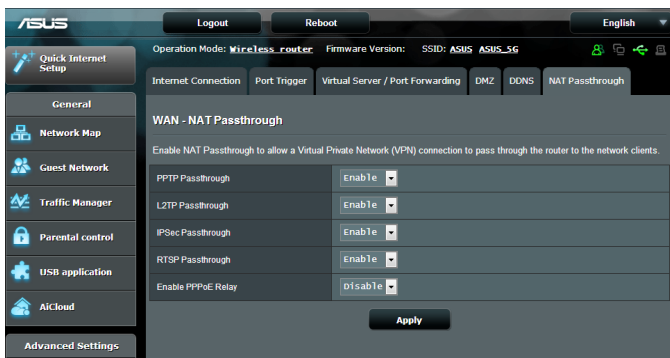 ASUS
Logout
Reboot
English
Operation Mode: Wireless router Firmware Version: SSID: ASUS ASUS_5G
Quick Internet
Setup
Internet Connection
Port Trigger
Virtual Server / Port Forwarding
DMZ
DDNS
NAT Passthrough
General
Network Map
Guest Network
Traffic Manager
Parental control
USB application
AiCloud
Advanced Settings
WAN - NAT Passthrough
Enable NAT Passthrough to allow a Virtual Private Network (VPN) connection to pass through the router to the network clients.
PPTP Passthrough Enable
L2TP Passthrough Enable
IPSec Passthrough Enable
RTSP Passthrough Enable
Enable PPPoE Relay Disable
Apply